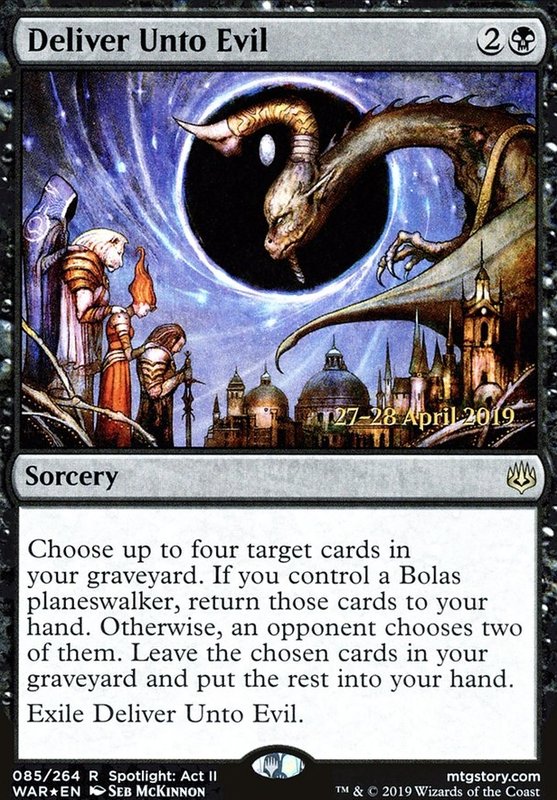 Deliver Unto Evil 2
27–28 April 2019
Sorcery
Choose up to four target cards in
your graveyard. If you control a Bolas
planeswalker, return those cards to your
hand. Otherwise, an opponent chooses two
of them. Leave the chosen cards in your
graveyard and put the rest into your hand.
Exile Deliver Unto Evil.
085/264 R Spotlight: Act II mtgstory.com
WAR★EN Seb McKinnon ™ & © 2019 Wizards of the Coast